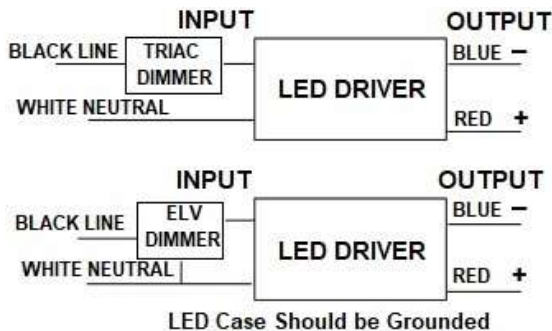 INPUT OUTPUT
BLACK LINE TRIAC DIMMER BLUE −
LED DRIVER
WHITE NEUTRAL RED +
INPUT OUTPUT
BLACK LINE ELV DIMMER BLUE −
LED DRIVER
WHITE NEUTRAL RED +
LED Case Should be Grounded